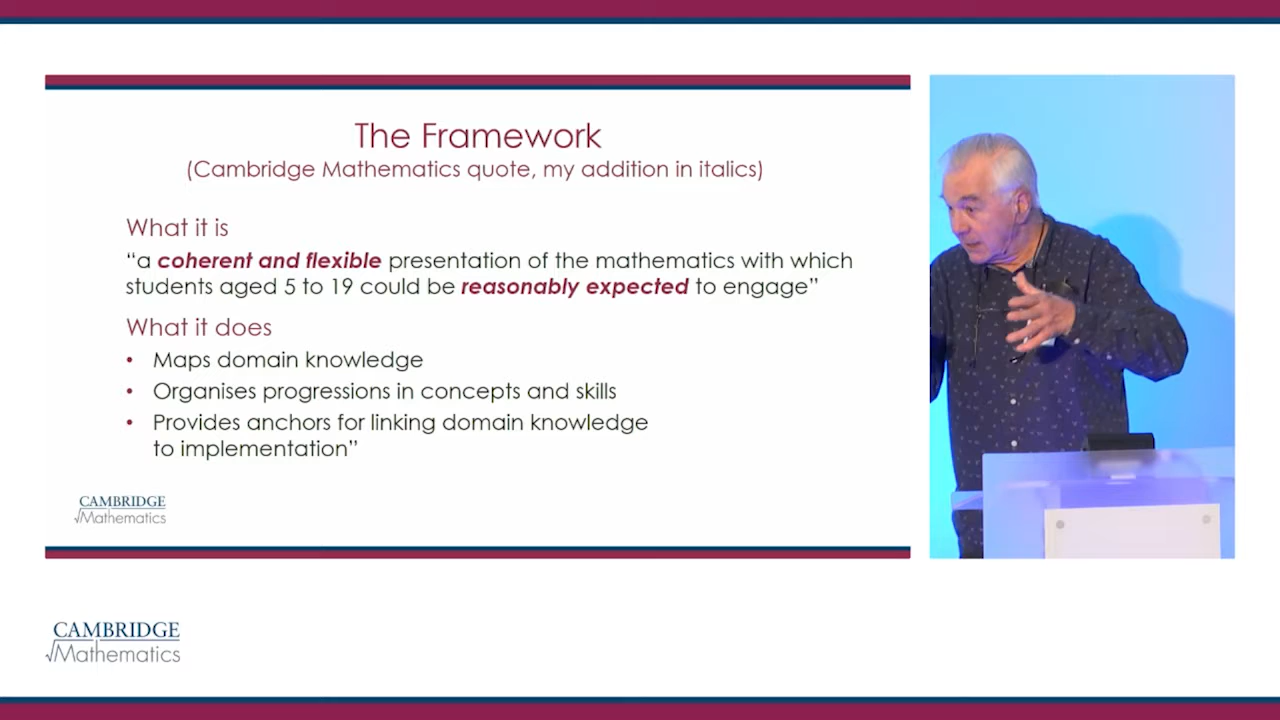 The Framework
(Cambridge Mathematics quote, my addition in italics)
What it is
“a coherent and flexible presentation of the mathematics with which
students aged 5 to 19 could be reasonably expected to engage”
What it does
• Maps domain knowledge
• Organises progressions in concepts and skills
• Provides anchors for linking domain knowledge
to implementation”
CAMBRIDGE
Mathematics
CAMBRIDGE
Mathematics